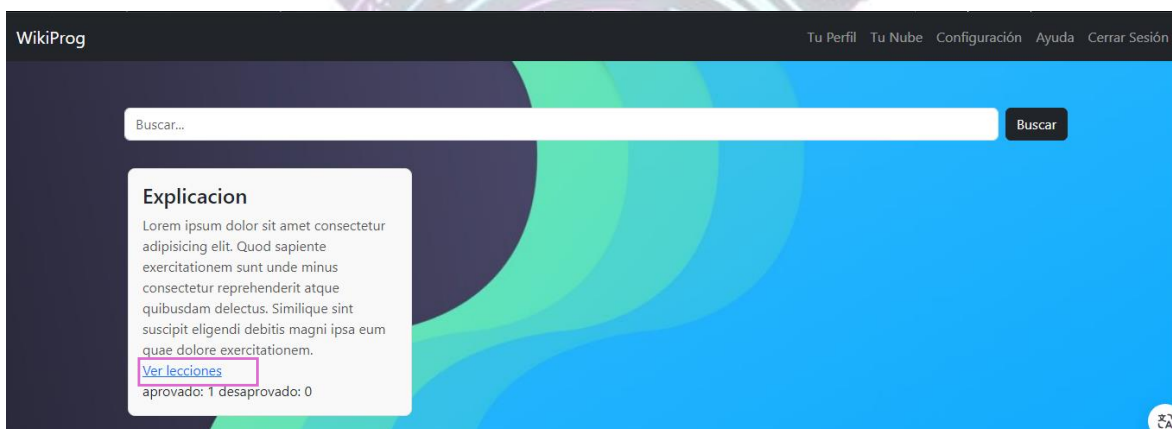 WikiProg
Tu Perfil Tu Nube Configuración Ayuda Cerrar Sesión
Buscar...
Buscar
Explicacion
Lorem ipsum dolor sit amet consectetur
adipisicing elit. Quod sapiente
exercitationem sunt unde minus
consectetur reprehenderit atque
quibusdam delectus. Similique sint
suscipit eligendi debitis magni ipsa eum
quae dolore exercitationem.
Ver lecciones
aprovado: 1 desaprovado: 0